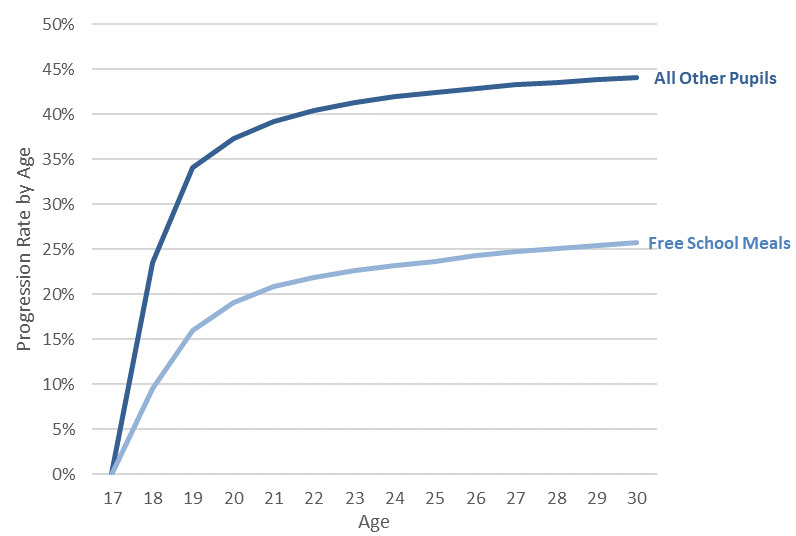 50%
45%
All Other Pupils
40%
35%
30%
25%
Free School Meals
20%
15%
10%
5%
0%
Progression Rate by Age
17 18 19 20 21 22 23 24 25 26 27 28 29 30
Age